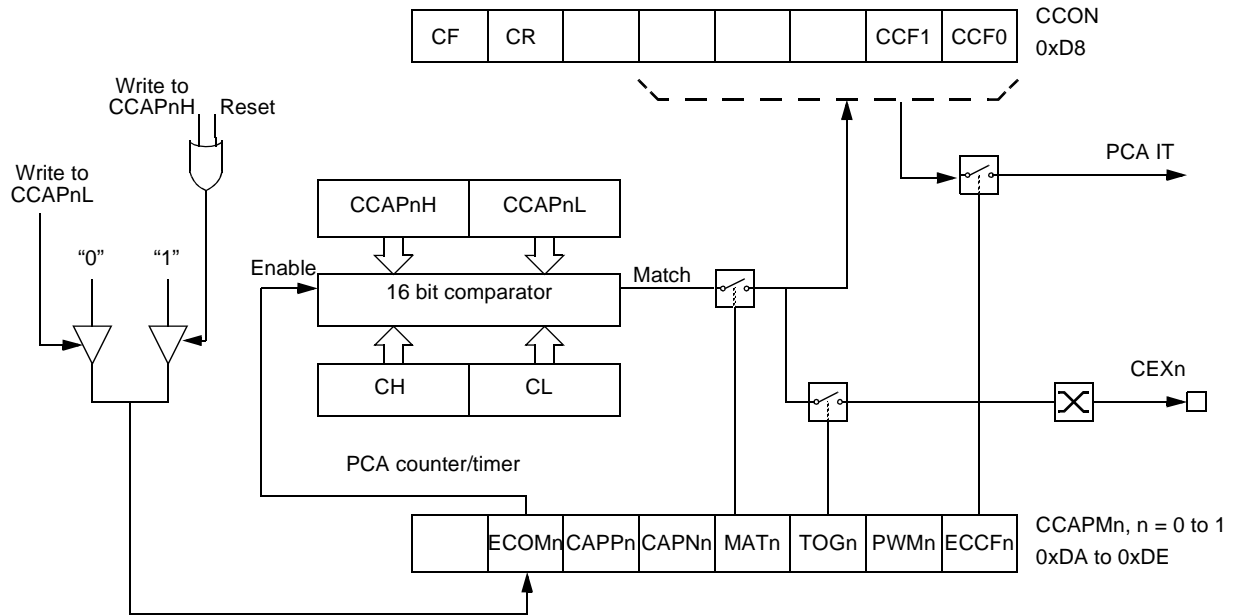 CF CR CCF1 CCF0
CCON
0xD8
Write to
CCAPnH
Reset
Write to
CCAPnL
PCA IT
CCAPnH CCAPnL
“0” “1”
Enable
16 bit comparator
Match
CH CL
CEXn
PCA counter/timer
ECOMn CAPPn CAPNn MATn TOGn PWMn ECCFn
CCAPMn, n = 0 to 1
0xDA to 0xDE